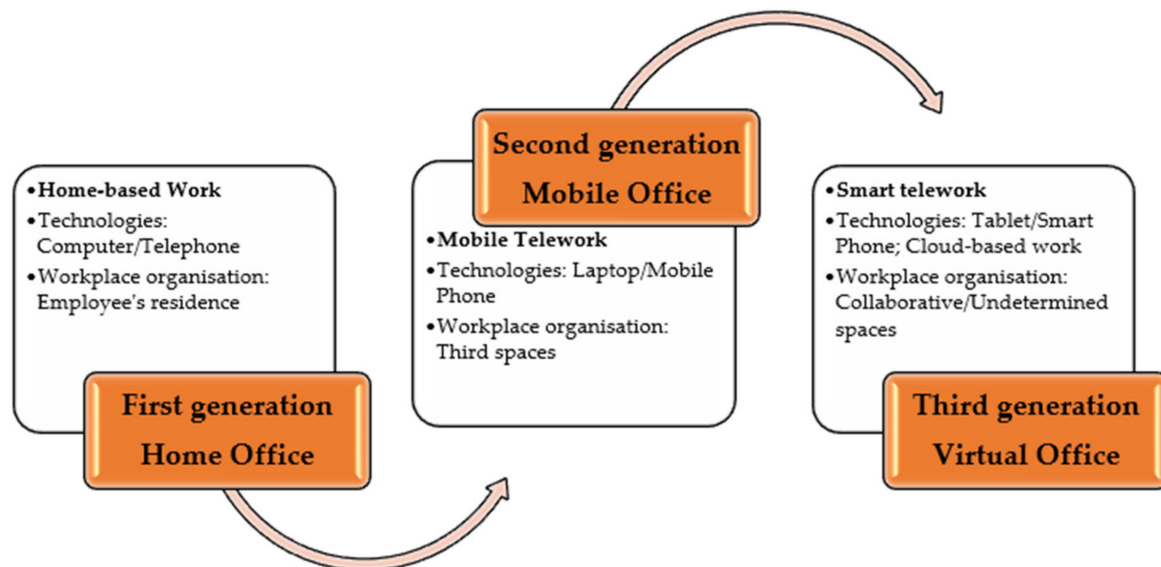 •Home-based Work
•Technologies:
Computer/Telephone
•Workplace organisation:
Employee's residence
First generation
Home Office
Second generation
Mobile Office
•Mobile Telework
•Technologies: Laptop/Mobile
Phone
•Workplace organisation:
Third spaces
•Smart telework
•Technologies: Tablet/Smart
Phone; Cloud-based work
•Workplace organisation:
Collaborative/Undetermined
spaces
Third generation
Virtual Office